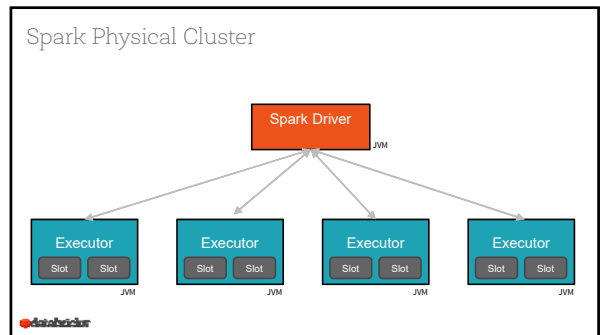 Spark Physical Cluster
Spark Driver
JVM
Executor
Slot Slot
JVM
Executor
Slot Slot
JVM
Executor
Slot Slot
JVM
Executor
Slot Slot
JVM
databricks